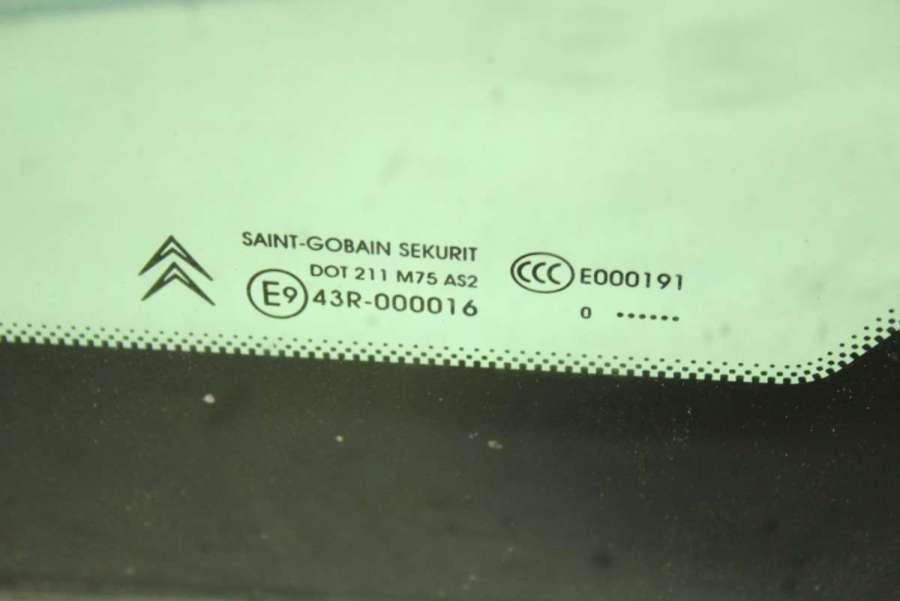 SAINT-GOBAIN SEKURIT
DOT 211 M75 AS2
E9 43R-000016
CCC E000191
0 ......